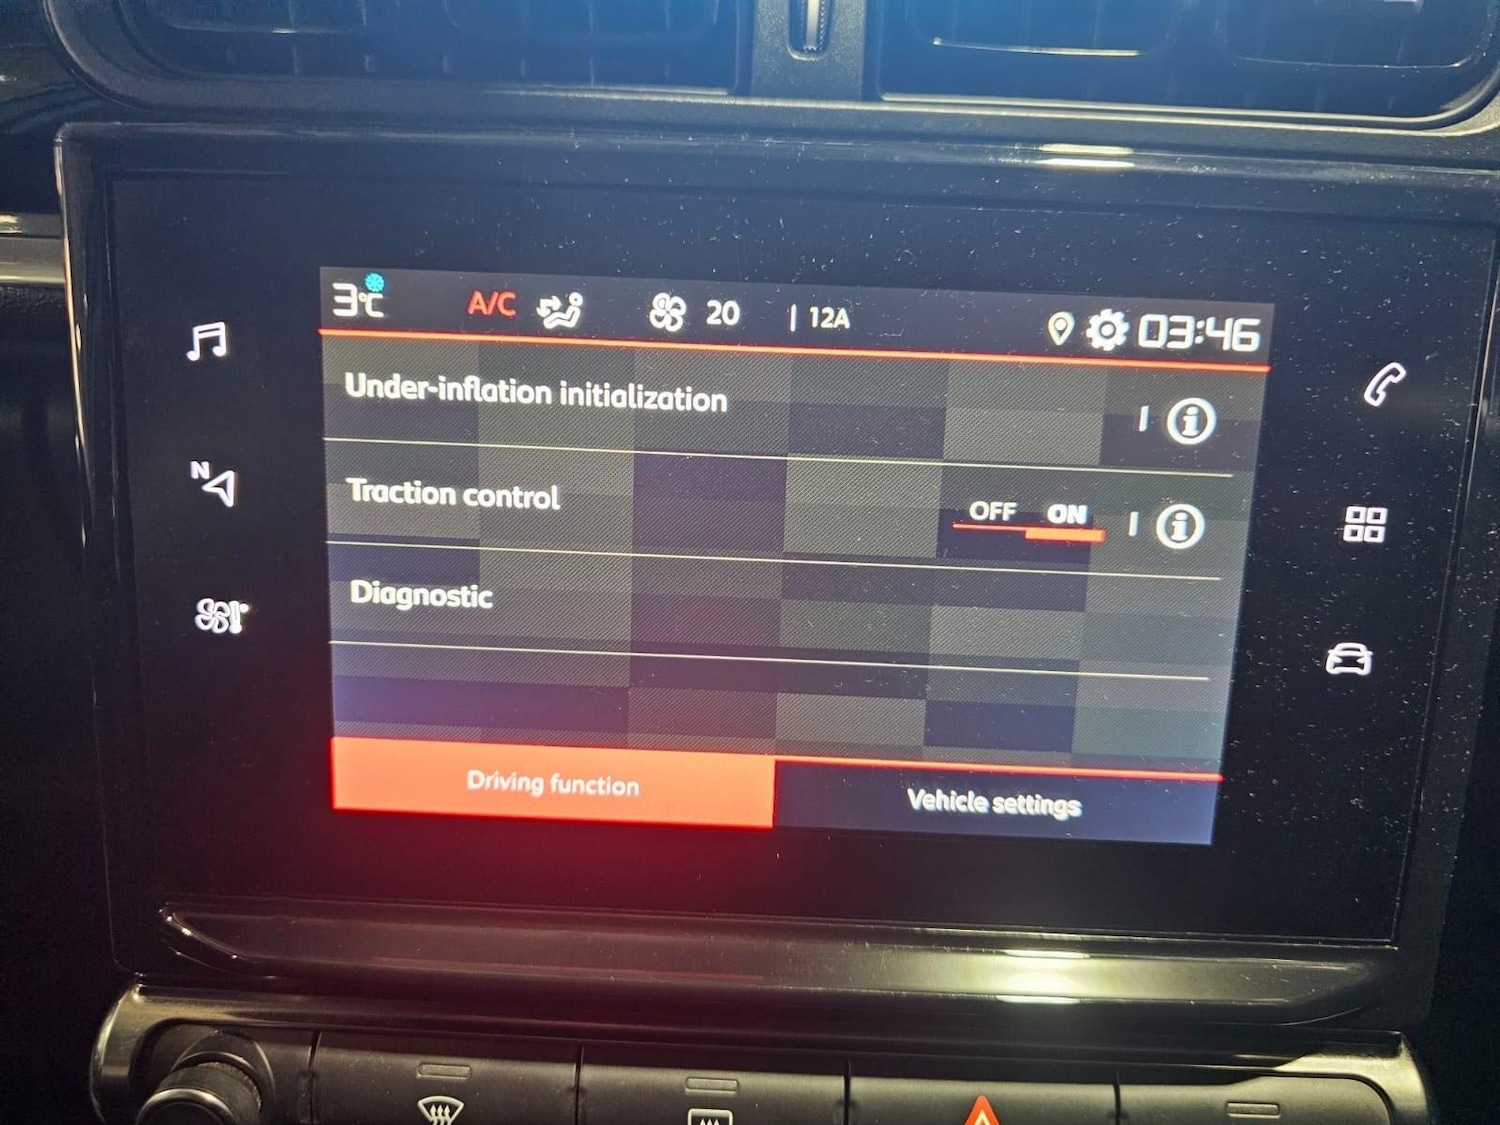 3°C A/C 20 | 12A 03:46
Under-inflation initialization
Traction control OFF ON
Diagnostic
Driving function Vehicle settings
N